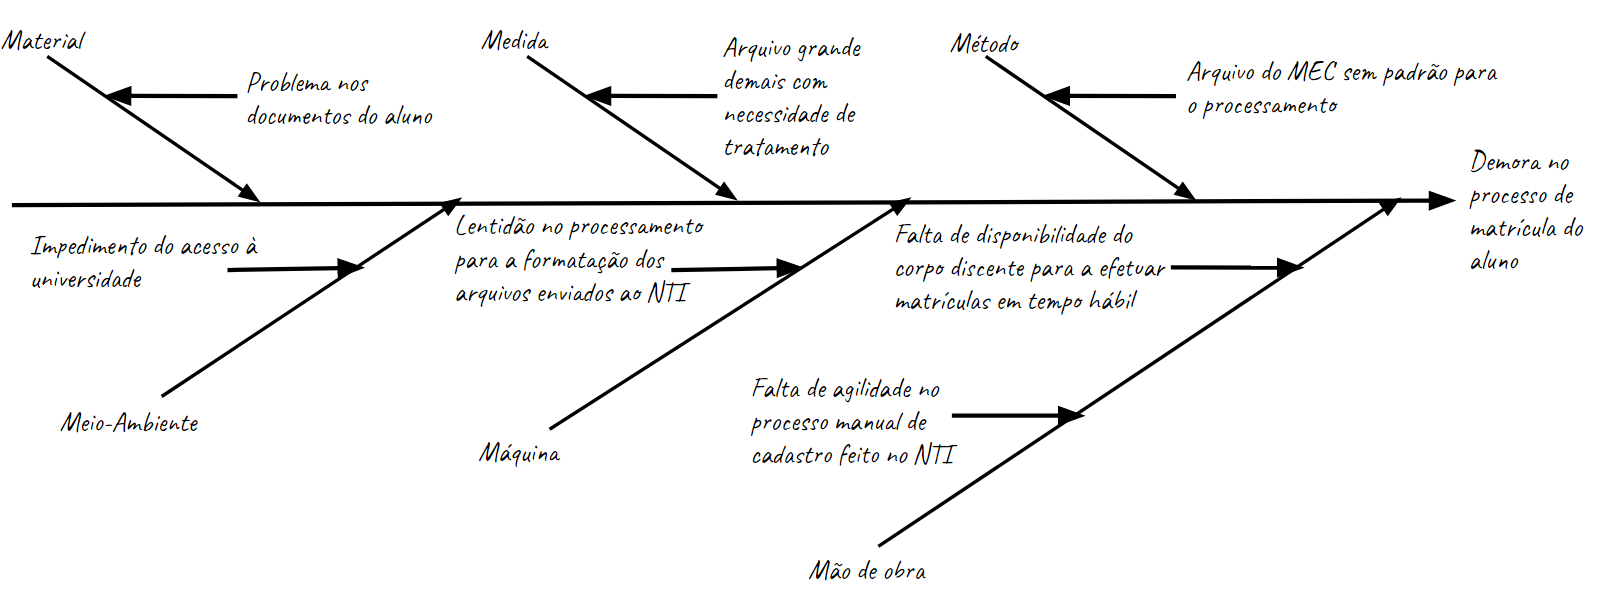 Material
Problema nos
documentos do aluno
Medida
Arquivo grande
demais com
necessidade de
tratamento
Método
Arquivo do MEC sem padrão para
o processamento
Demora no
processo de
matrícula do
aluno
Impedimento do acesso à
universidade
Meio-Ambiente
Lentidão no processamento
para a formatação dos
arquivos enviados ao NTI
Máquina
Falta de disponibilidade do
corpo discente para a efetuar
matrículas em tempo hábil
Falta de agilidade no
processo manual de
cadastro feito no NTI
Mão de obra